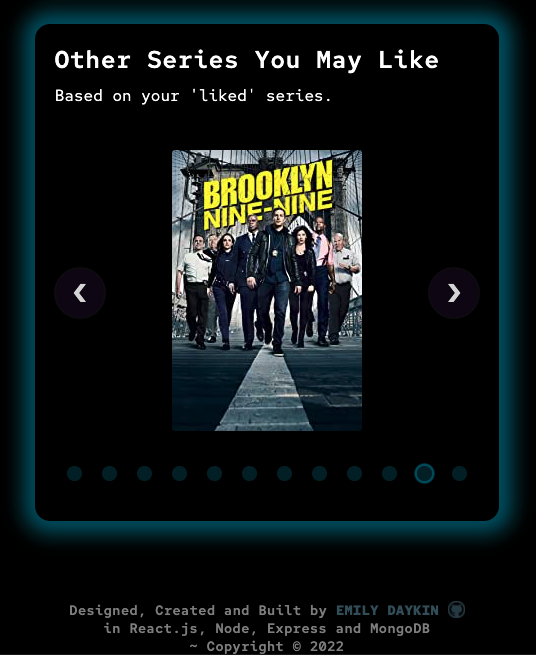 Other Series You May Like
Based on your 'liked' series.
BROOKLYN
NINE-NINE
Designed, Created and Built by EMILY DAYKIN
in React.js, Node, Express and MongoDB
~ Copyright © 2022